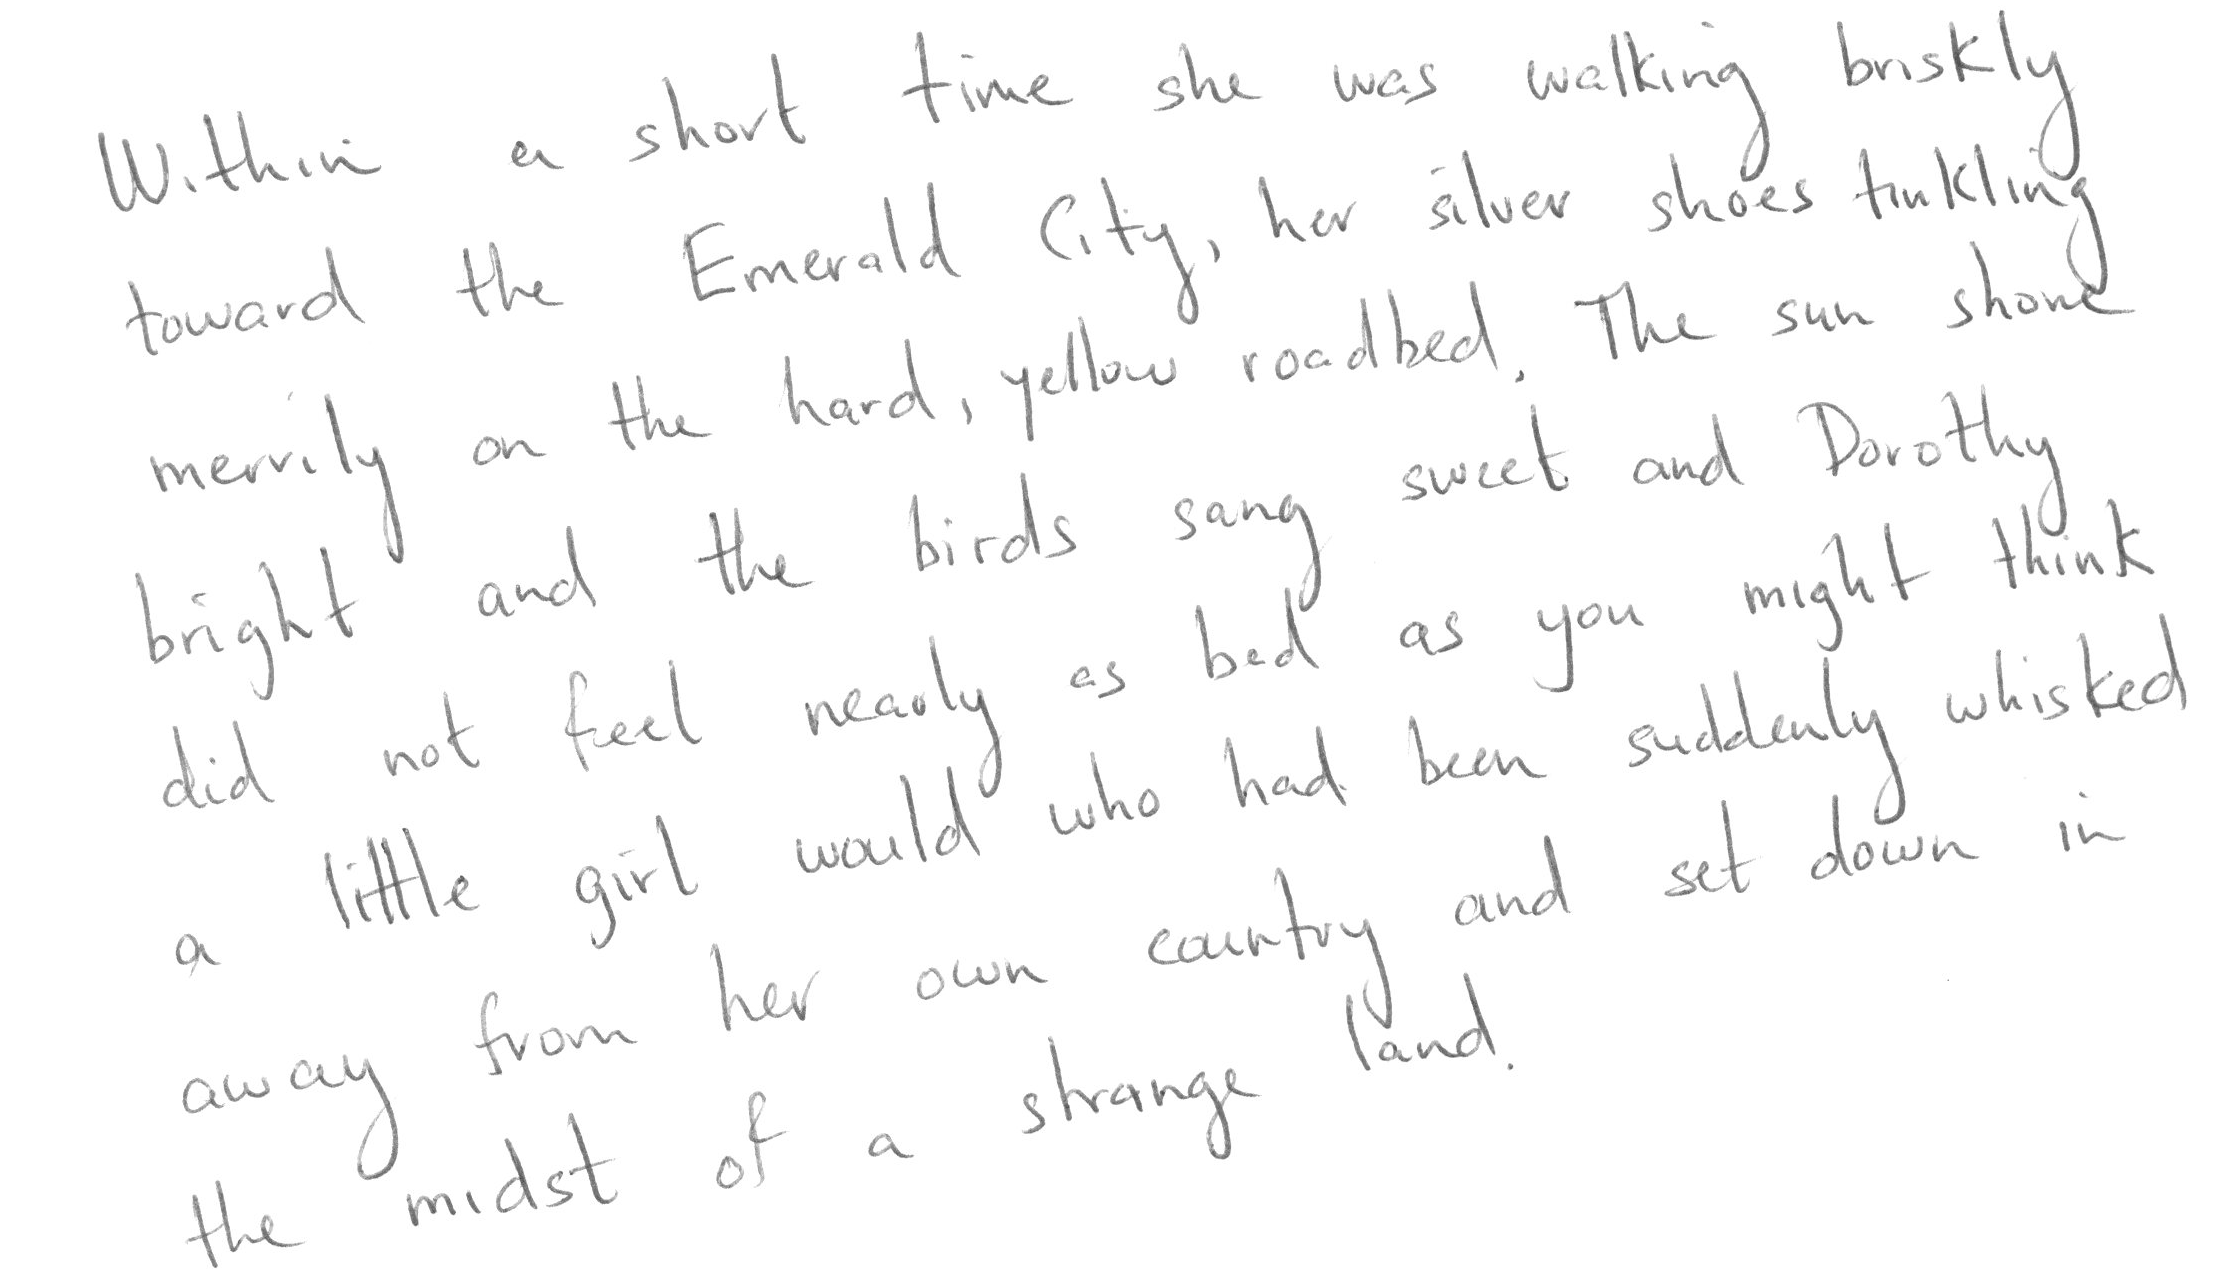 Within a short time she was walking briskly
toward the Emerald City, her silver shoes tinkling
merrily on the hard, yellow roadbed. The sun shone
bright and the birds sang sweet and Dorothy
did not feel nearly as bad as you might think
a little girl would who had been suddenly whisked
away from her own country and set down in
the midst of a strange land.